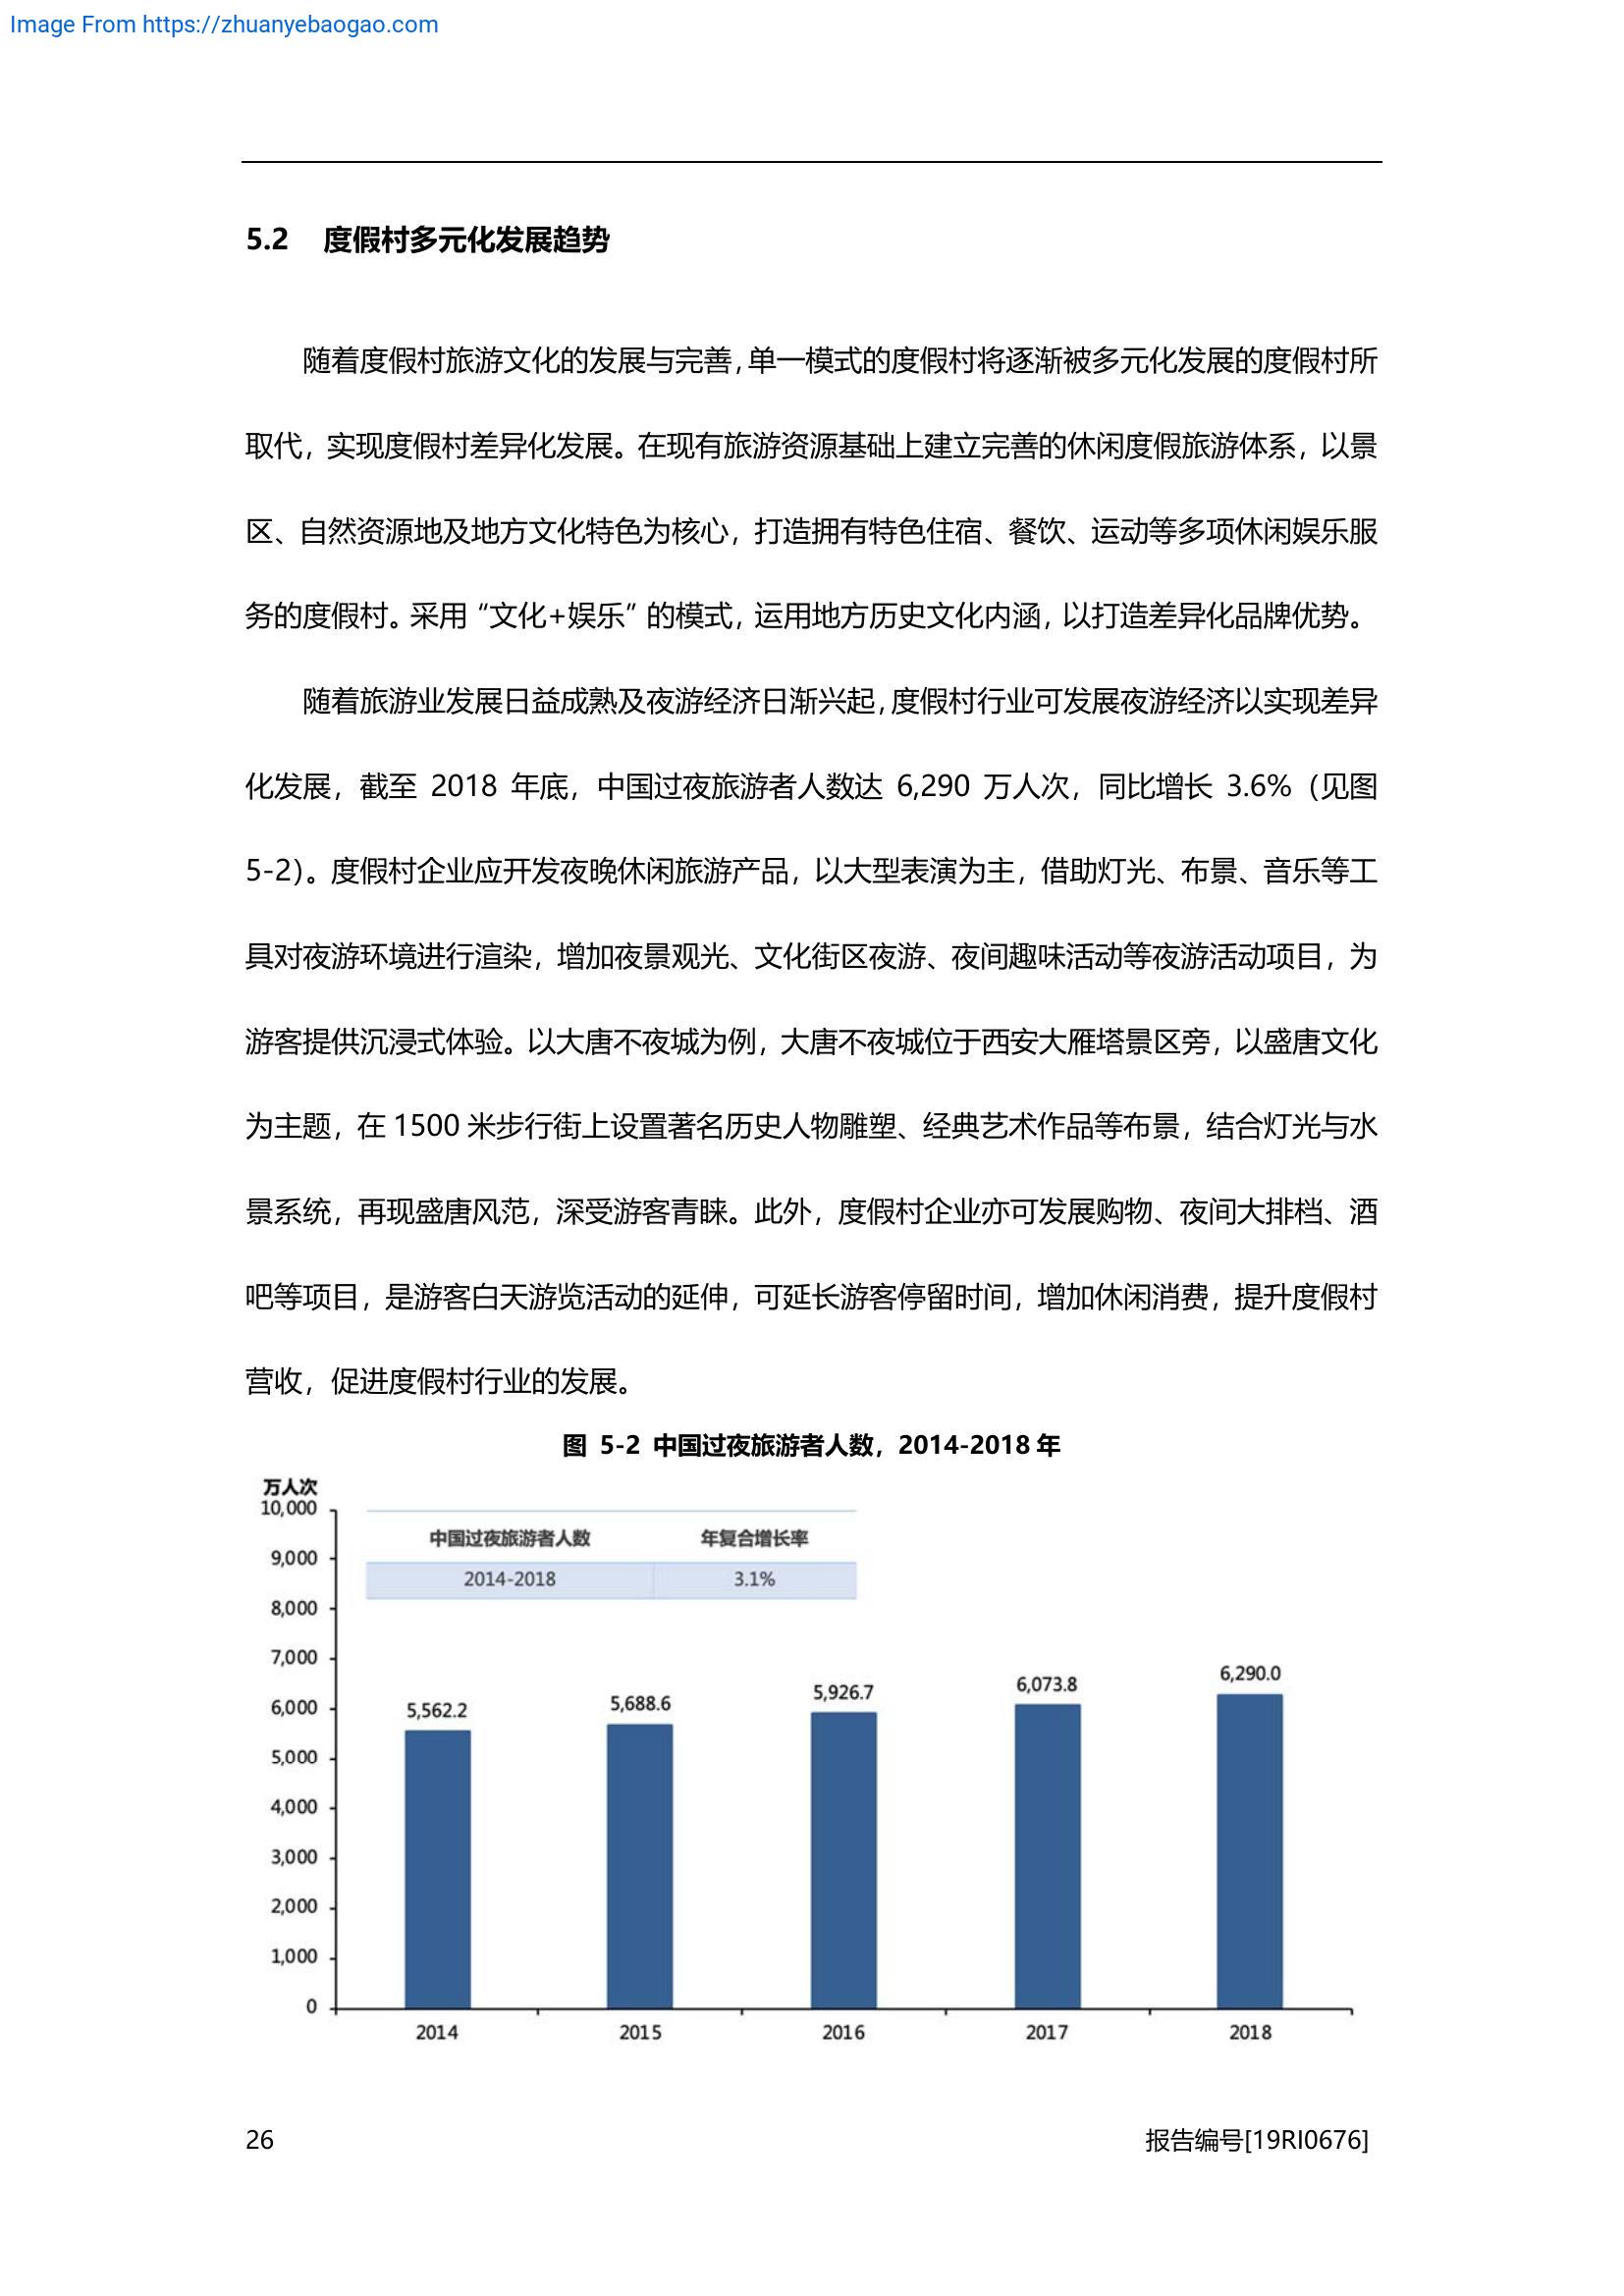 Image From https://zhuanyebaogao.com
5.2 度假村多元化发展趋势
随着度假村旅游文化的发展与完善，单一模式的度假村将逐渐被多元化发展的度假村所
取代，实现度假村差异化发展。在现有旅游资源基础上建立完善的休闲度假旅游体系，以景
区、自然资源地及地方文化特色为核心，打造拥有特色住宿、餐饮、运动等多项休闲娱乐服
务的度假村。采用“文化+娱乐”的模式，运用地方历史文化内涵，以打造差异化品牌优势。
随着旅游业发展日益成熟及夜游经济日渐兴起，度假村行业可发展夜游经济以实现差异
化发展，截至 2018 年底，中国过夜旅游者人数达 6,290 万人次，同比增长 3.6%（见图
5-2）。度假村企业应开发夜晚休闲旅游产品，以大型表演为主，借助灯光、布景、音乐等工
具对夜游环境进行渲染，增加夜景观光、文化街区夜游、夜间趣味活动等夜游活动项目，为
游客提供沉浸式体验。以大唐不夜城为例，大唐不夜城位于西安大雁塔景区旁，以盛唐文化
为主题，在 1500 米步行街上设置著名历史人物雕塑、经典艺术作品等布景，结合灯光与水
景系统，再现盛唐风范，深受游客青睐。此外，度假村企业亦可发展购物、夜间大排档、酒
吧等项目，是游客白天游览活动的延伸，可延长游客停留时间，增加休闲消费，提升度假村
营收，促进度假村行业的发展。
图 5-2 中国过夜旅游者人数，2014-2018 年
万人次
10,000
9,000
8,000
7,000
6,000
5,000
4,000
3,000
2,000
1,000
0
中国过夜旅游者人数 年复合增长率
2014-2018 3.1%
5,562.2
5,688.6
5,926.7
6,073.8
6,290.0
2014 2015 2016 2017 2018
26 报告编号[19RI0676]